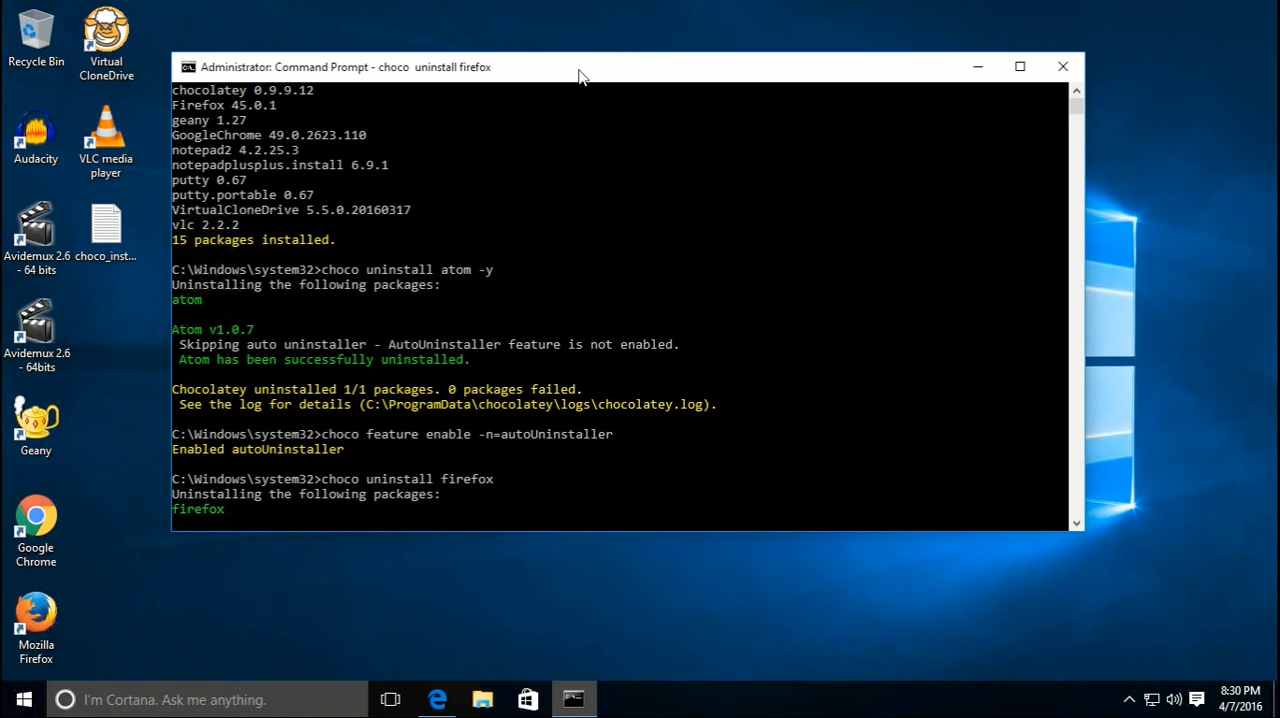 Recycle Bin
Virtual
CloneDrive
Audacity
VLC media
player
Avidemux 2.6
- 64 bits
choco_inst...
Avidemux 2.6
- 64bits
Geany
Google
Chrome
Mozilla
Firefox
Administrator: Command Prompt - choco  uninstall firefox
chocolatey 0.9.9.12
Firefox 45.0.1
geany 1.27
GoogleChrome 49.0.2623.110
notepad2 4.2.25.3
notepadplusplus.install 6.9.1
putty 0.67
putty.portable 0.67
VirtualCloneDrive 5.5.0.20160317
vlc 2.2.2
15 packages installed.
C:\Windows\system32>choco uninstall atom -y
Uninstalling the following packages:
atom
Atom v1.0.7
Skipping auto uninstaller - AutoUninstaller feature is not enabled.
Atom has been successfully uninstalled.
Chocolatey uninstalled 1/1 packages. 0 packages failed.
See the log for details (C:\ProgramData\chocolatey\logs\chocolatey.log).
C:\Windows\system32>choco feature enable -n=autoUninstaller
Enabled autoUninstaller
C:\Windows\system32>choco uninstall firefox
Uninstalling the following packages:
firefox
I'm Cortana. Ask me anything.
8:30 PM
4/7/2016